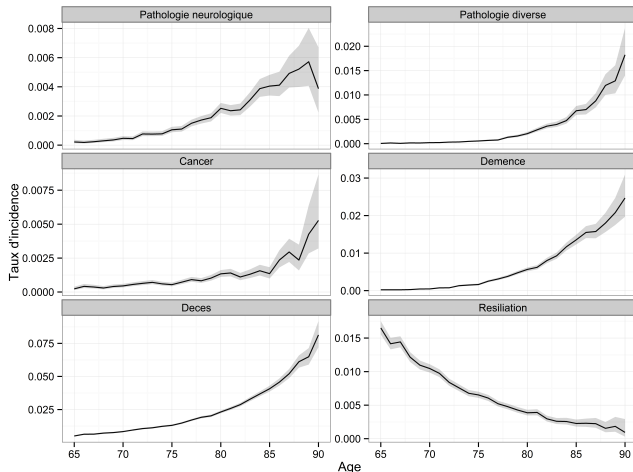 Pathologie neurologique
Pathologie diverse
0.008
0.006
0.004
0.002
0.000
0.020
0.015
0.010
0.005
0.000
Cancer
Demence
0.0075
0.0050
0.0025
0.0000
0.03
0.02
0.01
0.00
Taux d'incidence
Deces
Resiliation
0.075
0.050
0.025
0.015
0.010
0.005
0.000
65 70 75 80 85 90 65 70 75 80 85 90
Age